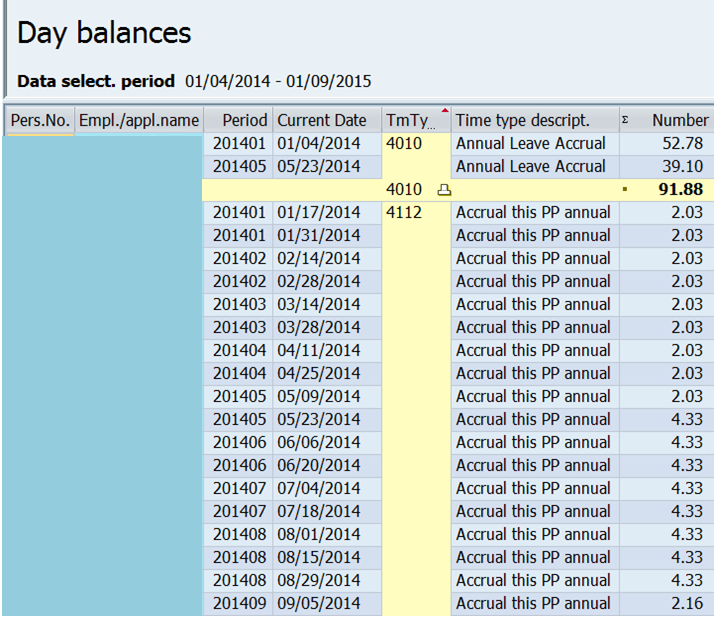 Day balances
Data select. period 01/04/2014 - 01/09/2015
Pers.No. Empl./appl.name Period Current Date TmTy... Time type descript. Σ Number
201401 01/04/2014 4010 Annual Leave Accrual 52.78
201405 05/23/2014 Annual Leave Accrual 39.10
4010 91.88
201401 01/17/2014 4112 Accrual this PP annual 2.03
201401 01/31/2014 Accrual this PP annual 2.03
201402 02/14/2014 Accrual this PP annual 2.03
201402 02/28/2014 Accrual this PP annual 2.03
201403 03/14/2014 Accrual this PP annual 2.03
201403 03/28/2014 Accrual this PP annual 2.03
201404 04/11/2014 Accrual this PP annual 2.03
201404 04/25/2014 Accrual this PP annual 2.03
201405 05/09/2014 Accrual this PP annual 2.03
201405 05/23/2014 Accrual this PP annual 4.33
201406 06/06/2014 Accrual this PP annual 4.33
201406 06/20/2014 Accrual this PP annual 4.33
201407 07/04/2014 Accrual this PP annual 4.33
201407 07/18/2014 Accrual this PP annual 4.33
201408 08/01/2014 Accrual this PP annual 4.33
201408 08/15/2014 Accrual this PP annual 4.33
201408 08/29/2014 Accrual this PP annual 4.33
201409 09/05/2014 Accrual this PP annual 2.16